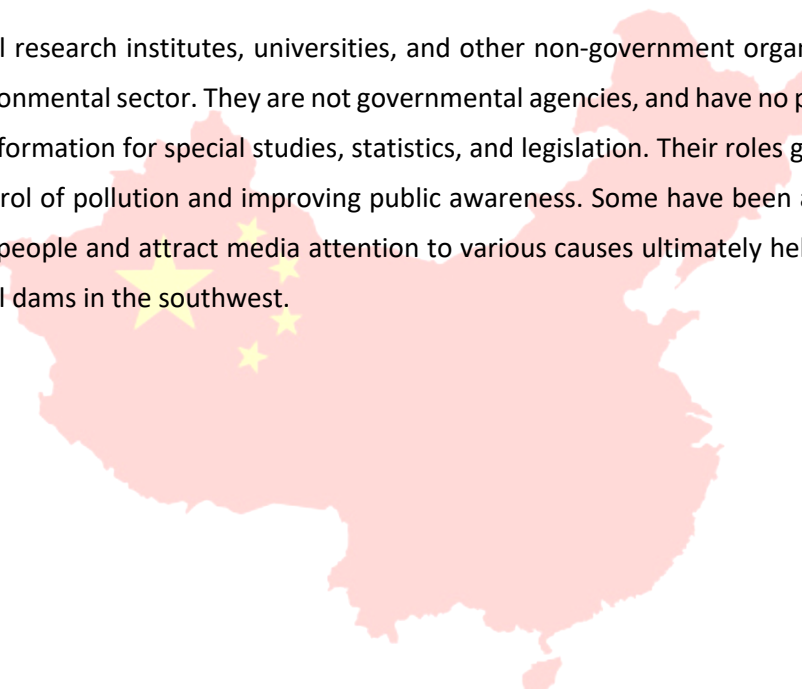 l research institutes, universities, and other non-government organ
onmental sector. They are not governmental agencies, and have no p
formation for special studies, statistics, and legislation. Their roles g
rol of pollution and improving public awareness. Some have been a
people and attract media attention to various causes ultimately hel
l dams in the southwest.